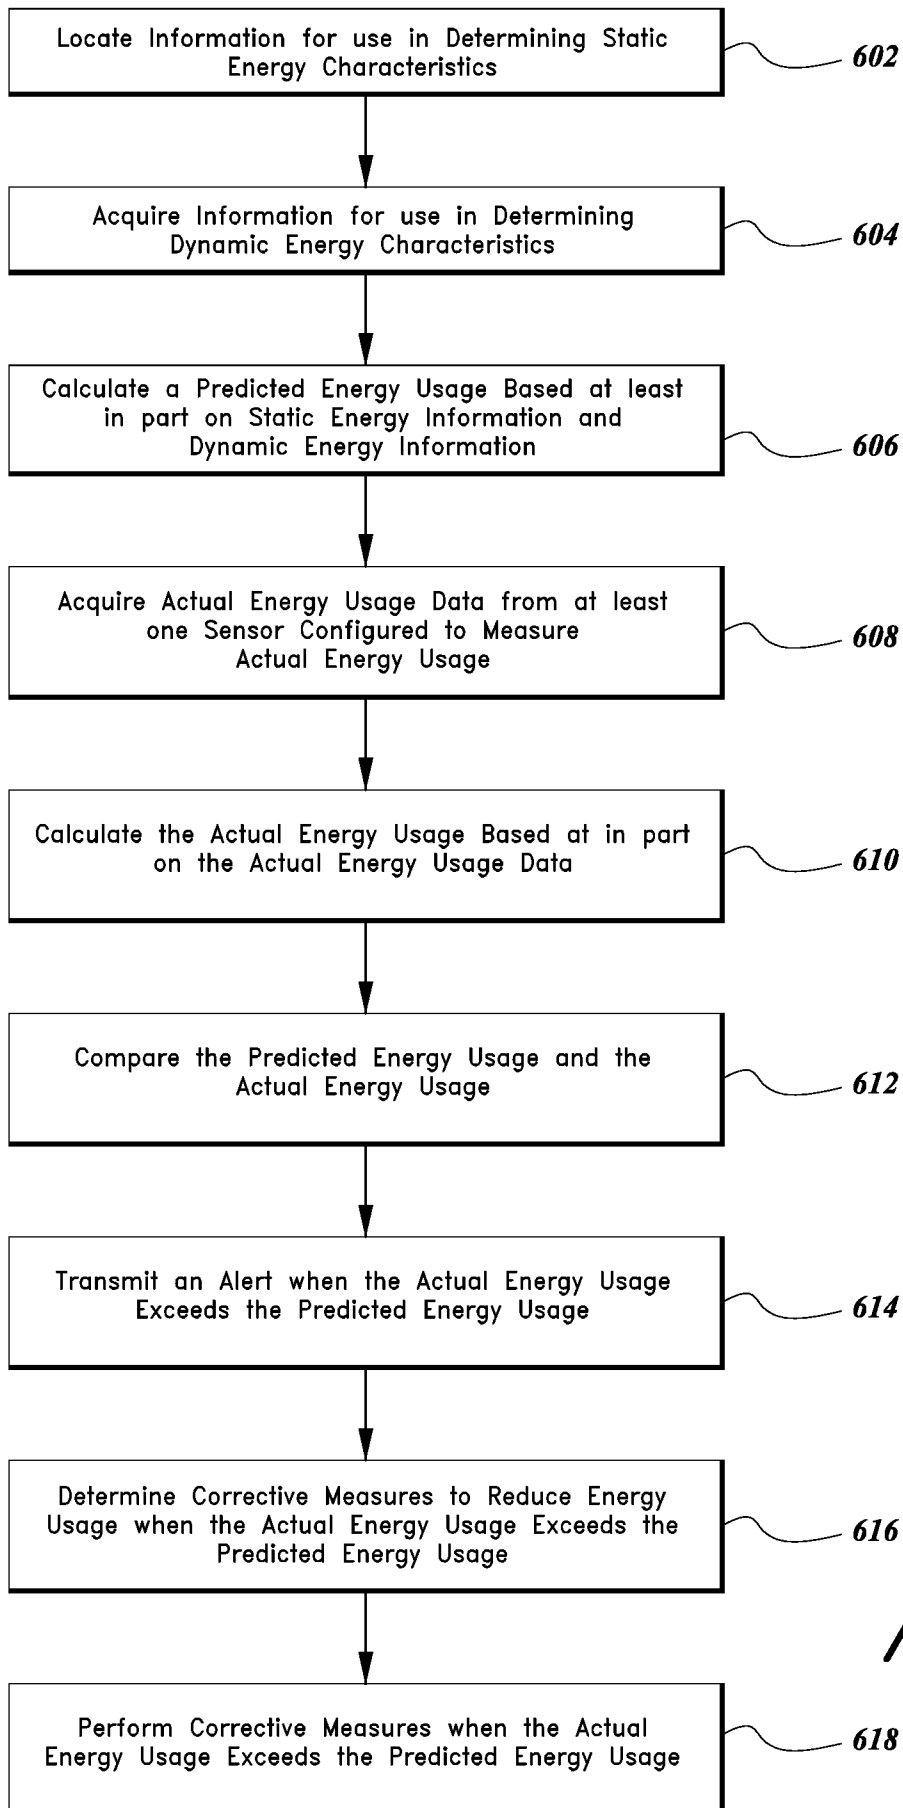 Locate Information for use in Determining Static
Energy Characteristics
602
Acquire Information for use in Determining
Dynamic Energy Characteristics
604
Calculate a Predicted Energy Usage Based at least
in part on Static Energy Information and
Dynamic Energy Information
606
Acquire Actual Energy Usage Data from at least
one Sensor Configured to Measure
Actual Energy Usage
608
Calculate the Actual Energy Usage Based at in part
on the Actual Energy Usage Data
610
Compare the Predicted Energy Usage and the
Actual Energy Usage
612
Transmit an Alert when the Actual Energy Usage
Exceeds the Predicted Energy Usage
614
Determine Corrective Measures to Reduce Energy
Usage when the Actual Energy Usage Exceeds the
Predicted Energy Usage
616
Perform Corrective Measures when the Actual
Energy Usage Exceeds the Predicted Energy Usage
618